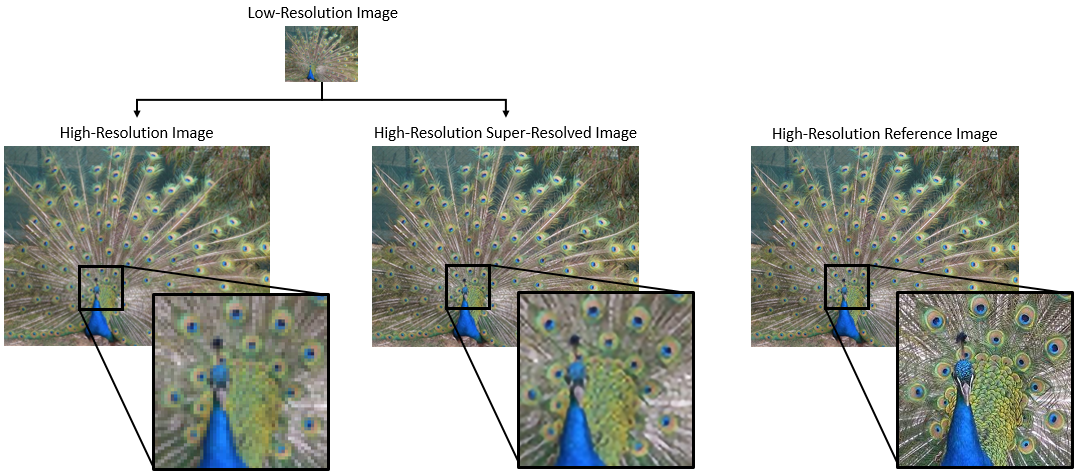 Low-Resolution Image
High-Resolution Image
High-Resolution Super-Resolved Image
High-Resolution Reference Image